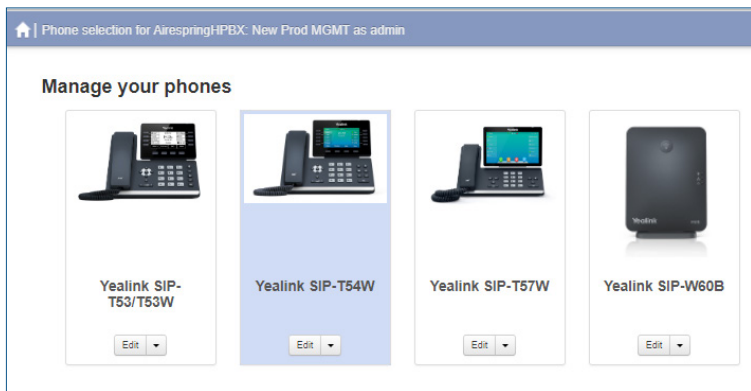 Phone selection for AirespringHPBX: New Prod MGMT as admin
Manage your phones
Yealink
Yealink SIP-
T53/T53W
Edit
Yealink SIP-T54W
Edit
Yealink SIP-T57W
Edit
Yealink SIP-W60B
Edit